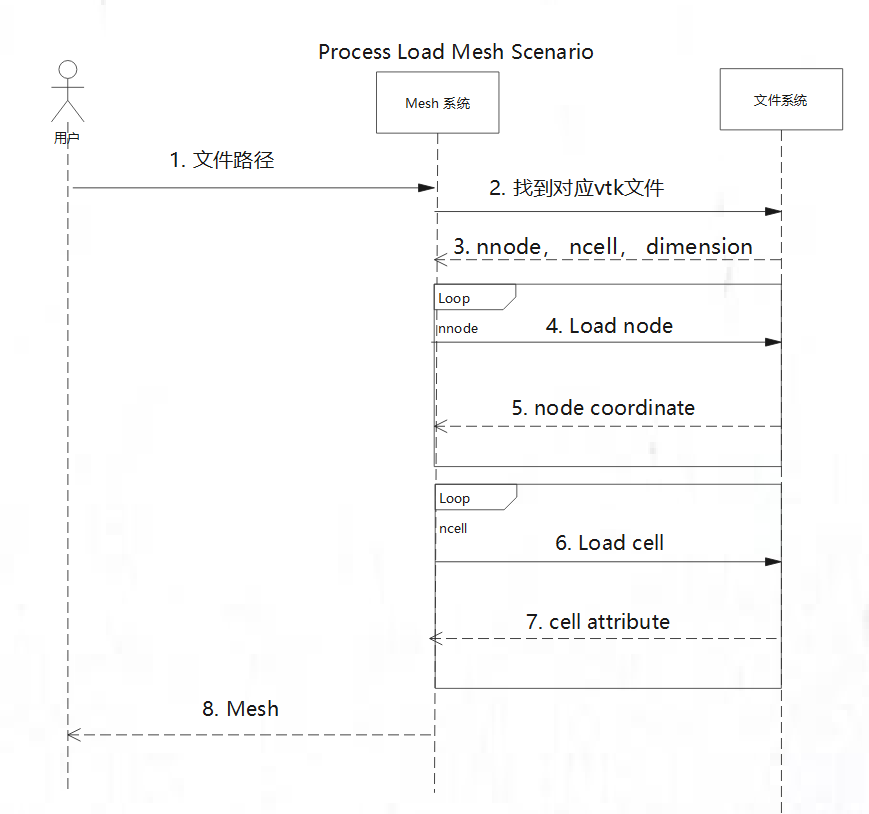 Process Load Mesh Scenario
Mesh 系统
文件系统
用户
1. 文件路径
2. 找到对应vtk文件
3. nnode， ncell， dimension
Loop
nnode
4. Load node
5. node coordinate
Loop
ncell
6. Load cell
7. cell attribute
8. Mesh